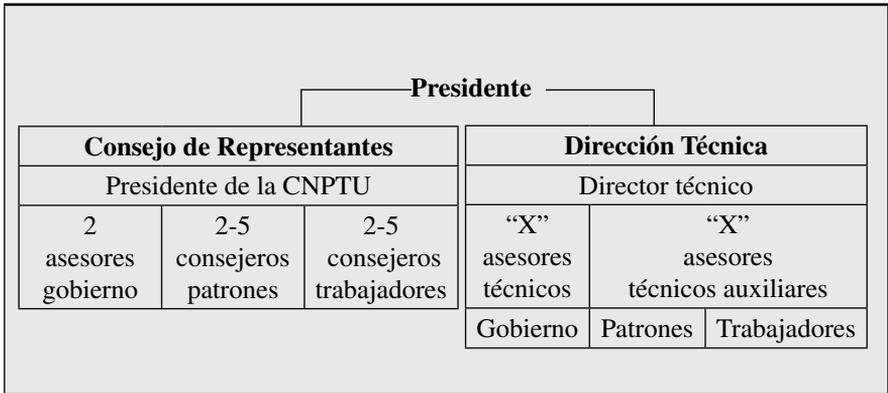 Presidente
Consejo de Representantes
Presidente de la CNPTU
2
asesores
gobierno
2-5
consejeros
patrones
2-5
consejeros
trabajadores
Dirección Técnica
Director técnico
“X”
asesores
técnicos
“X”
asesores
técnicos auxiliares
Gobierno
Patrones
Trabajadores